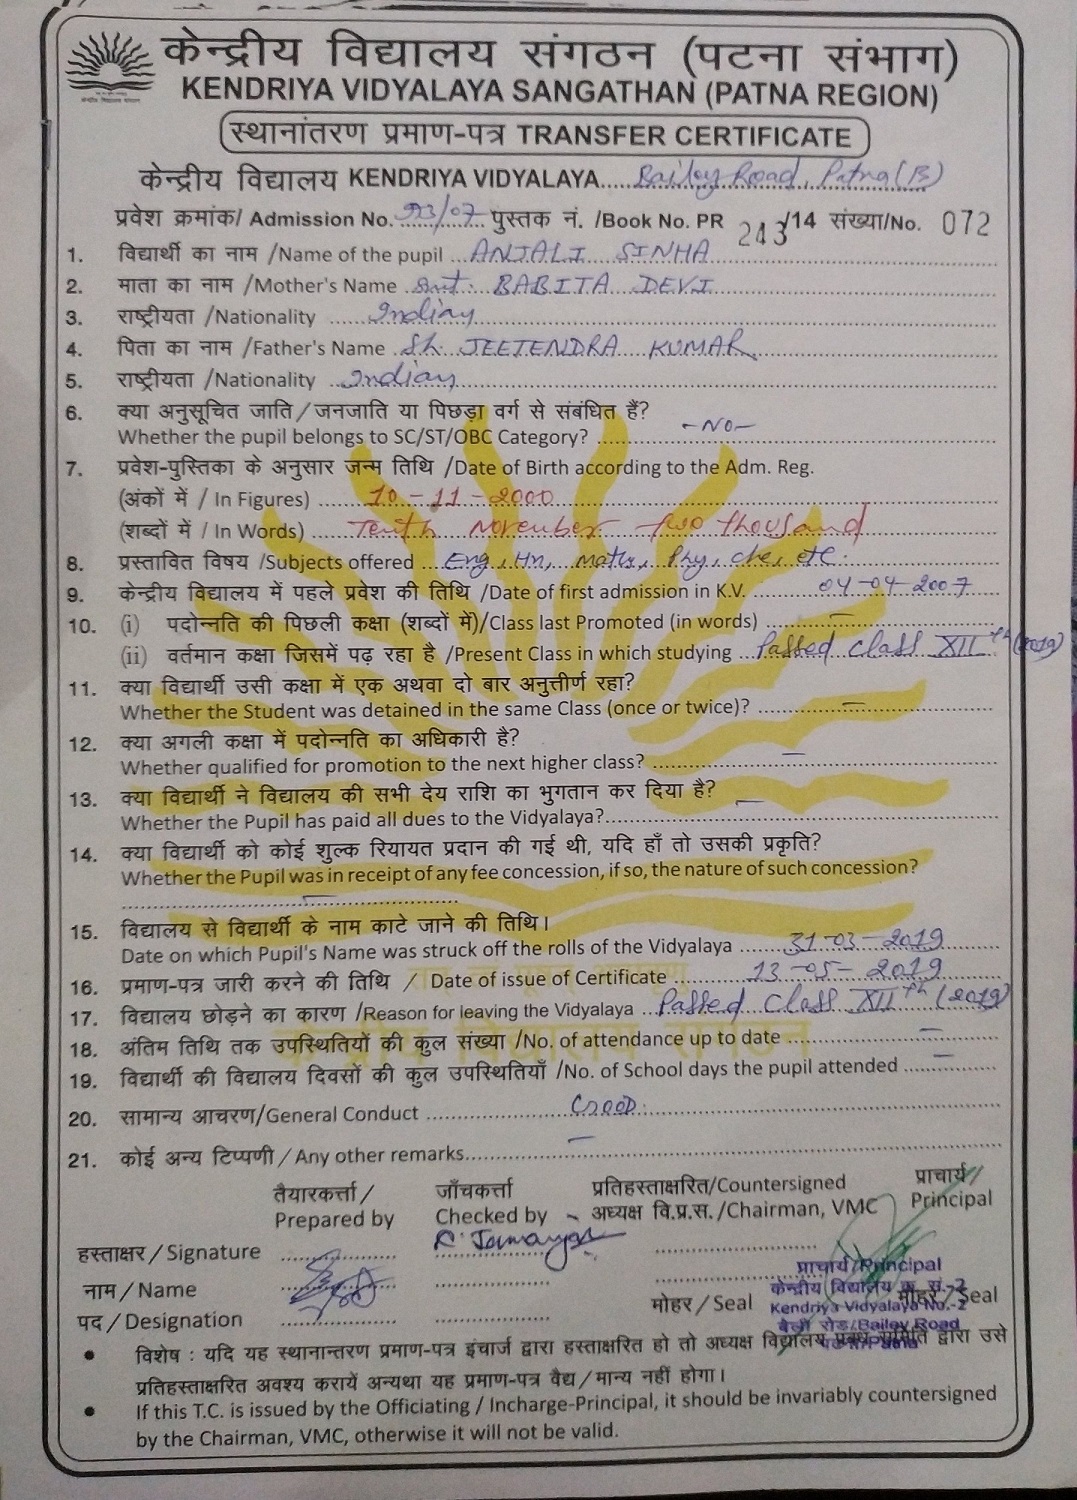 केन्द्रीय विद्यालय संगठन (पटना संभाग)
KENDRIYA VIDYALAYA SANGATHAN (PATNA REGION)
स्थानांतरण प्रमाण-पत्र TRANSFER CERTIFICATE
केन्द्रीय विद्यालय KENDRIYA VIDYALAYA.... Bailey Road, Patna (B)
प्रवेश क्रमांक/ Admission No. 93/07 पुस्तक नं. /Book No. PR 243/14 संख्या/No. 072
1. विद्यार्थी का नाम /Name of the pupil ... ANJALI SINHA
2. माता का नाम /Mother's Name Smt. BABITA DEVI
3. राष्ट्रीयता /Nationality ...... Indian
4. पिता का नाम /Father's Name Sh. JEETENDRA KUMAR
5. राष्ट्रीयता /Nationality .. Indian
6. क्या अनुसूचित जाति / जनजाति या पिछड़ा वर्ग से संबंधित हैं?
Whether the pupil belongs to SC/ST/OBC Category? ... -NO-
7. प्रवेश-पुस्तिका के अनुसार जन्म तिथि /Date of Birth according to the Adm. Reg.
(अंकों में / In Figures) ... 10-11-2000
(शब्दों में / In Words) ... Tenth November two thousand
8. प्रस्तावित विषय /Subjects offered ... Eng, Hn, Maths, Phy, che, etc.
9. केन्द्रीय विद्यालय में पहले प्रवेश की तिथि /Date of first admission in K.V. ... 04-04-2007
10. (i) पदोन्नति की पिछली कक्षा (शब्दों में)/Class last Promoted (in words) ... —
(ii) वर्तमान कक्षा जिसमें पढ़ रहा है /Present Class in which studying ... Passed class XIIth (2019)
11. क्या विद्यार्थी उसी कक्षा में एक अथवा दो बार अनुत्तीर्ण रहा?
Whether the Student was detained in the same Class (once or twice)? ... —
12. क्या अगली कक्षा में पदोन्नति का अधिकारी है?
Whether qualified for promotion to the next higher class? ... —
13. क्या विद्यार्थी ने विद्यालय की सभी देय राशि का भुगतान कर दिया है?
Whether the Pupil has paid all dues to the Vidyalaya?... —
14. क्या विद्यार्थी को कोई शुल्क रियायत प्रदान की गई थी, यदि हाँ तो उसकी प्रकृति?
Whether the Pupil was in receipt of any fee concession, if so, the nature of such concession?
... —
15. विद्यालय से विद्यार्थी के नाम काटे जाने की तिथि।
Date on which Pupil's Name was struck off the rolls of the Vidyalaya ... 31-03-2019
16. प्रमाण-पत्र जारी करने की तिथि / Date of issue of Certificate ... 13-05-2019
17. विद्यालय छोड़ने का कारण /Reason for leaving the Vidyalaya ... Passed Class XIIth (2019)
18. अंतिम तिथि तक उपस्थितियों की कुल संख्या /No. of attendance up to date ... —
19. विद्यार्थी की विद्यालय दिवसों की कुल उपस्थितियाँ /No. of School days the pupil attended ... —
20. सामान्य आचरण/General Conduct ... GOOD.
21. कोई अन्य टिप्पणी / Any other remarks... —
तैयारकर्त्ता / जाँचकर्त्ता प्रतिहस्ताक्षरित/Countersigned प्राचार्य/
Prepared by Checked by अध्यक्ष वि.प्र.स. /Chairman, VMC Principal
हस्ताक्षर / Signature
नाम / Name
प्राचार्य/Principal
केन्द्रीय विद्यालय क्र. सं.-2
मोहर / Seal मोहर / Seal
Kendriya Vidyalaya No.-2
पद / Designation
बेली रोड/Bailey Road
विशेष : यदि यह स्थानान्तरण प्रमाण-पत्र इंचार्ज द्वारा हस्ताक्षरित हो तो अध्यक्ष विद्यालय प्रबंध समिति द्वारा उसे
प्रतिहस्ताक्षरित अवश्य करायें अन्यथा यह प्रमाण-पत्र वैद्य / मान्य नहीं होगा।
If this T.C. is issued by the Officiating / Incharge-Principal, it should be invariably countersigned
by the Chairman, VMC, otherwise it will not be valid.